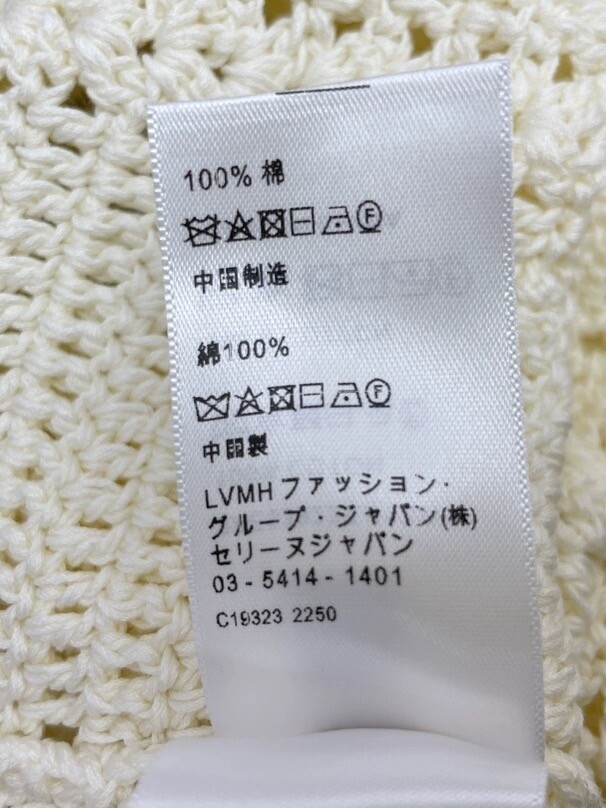 100% 棉
中国制造
綿100%
中国製
LVMHファッション・
グループ・ジャパン(株)
セリーヌジャパン
03-5414-1401
C19323 2250